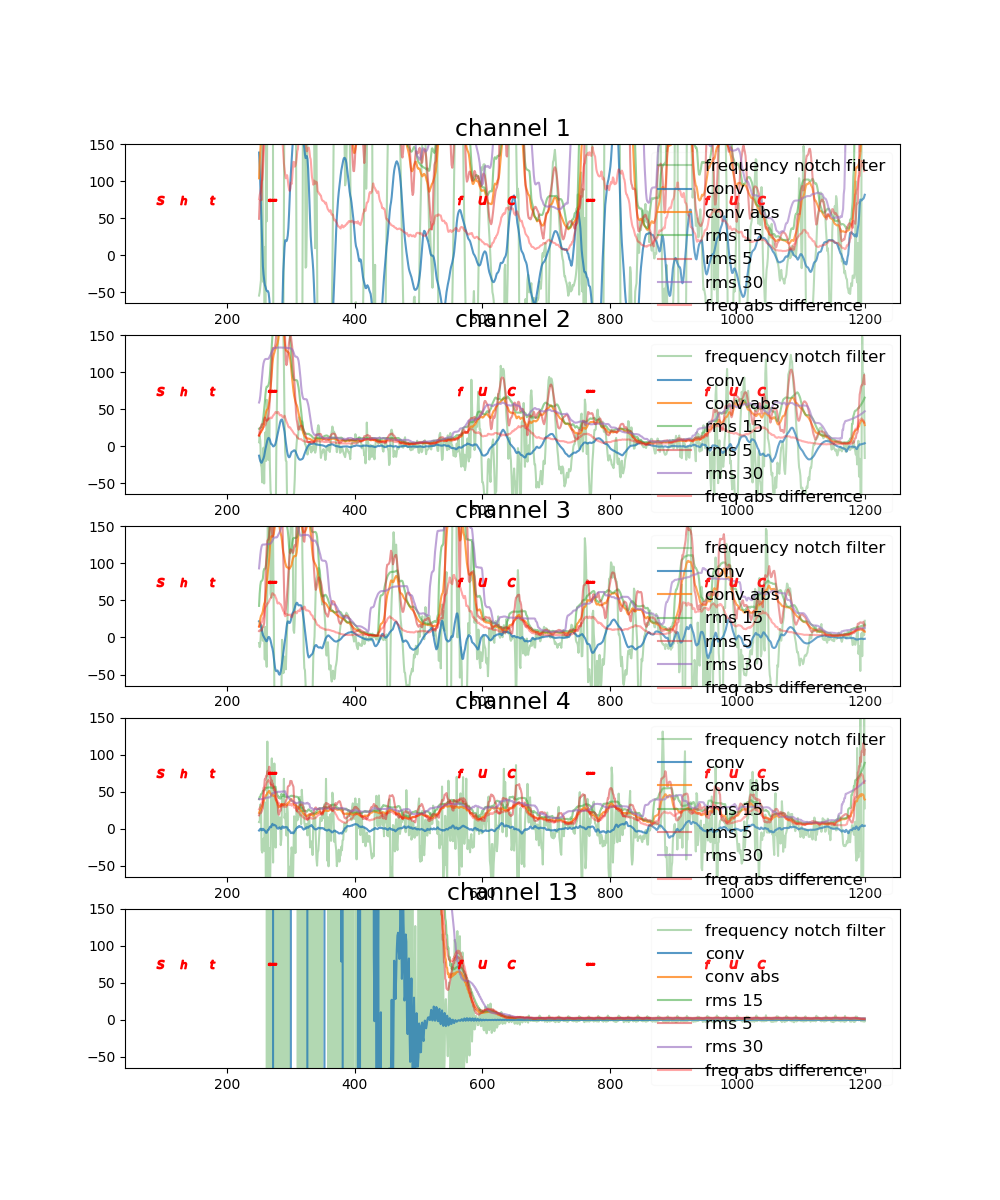 channel 1
150
100
50
0
−50
S h t - f U C - f U C
frequency notch filter
conv
conv abs
rms 15
rms 5
rms 30
freq abs difference
200 400 600 800 1000 1200
channel 2
150
100
50
0
−50
S h t - f U C - f U C
frequency notch filter
conv
conv abs
rms 15
rms 5
rms 30
freq abs difference
200 400 600 800 1000 1200
channel 3
150
100
50
0
−50
S h t - f U C - f U C
frequency notch filter
conv
conv abs
rms 15
rms 5
rms 30
freq abs difference
200 400 600 800 1000 1200
channel 4
150
100
50
0
−50
S h t - f U C - f U C
frequency notch filter
conv
conv abs
rms 15
rms 5
rms 30
freq abs difference
200 400 600 800 1000 1200
channel 13
150
100
50
0
−50
S h t - f U C - f U C
frequency notch filter
conv
conv abs
rms 15
rms 5
rms 30
freq abs difference
200 400 600 800 1000 1200